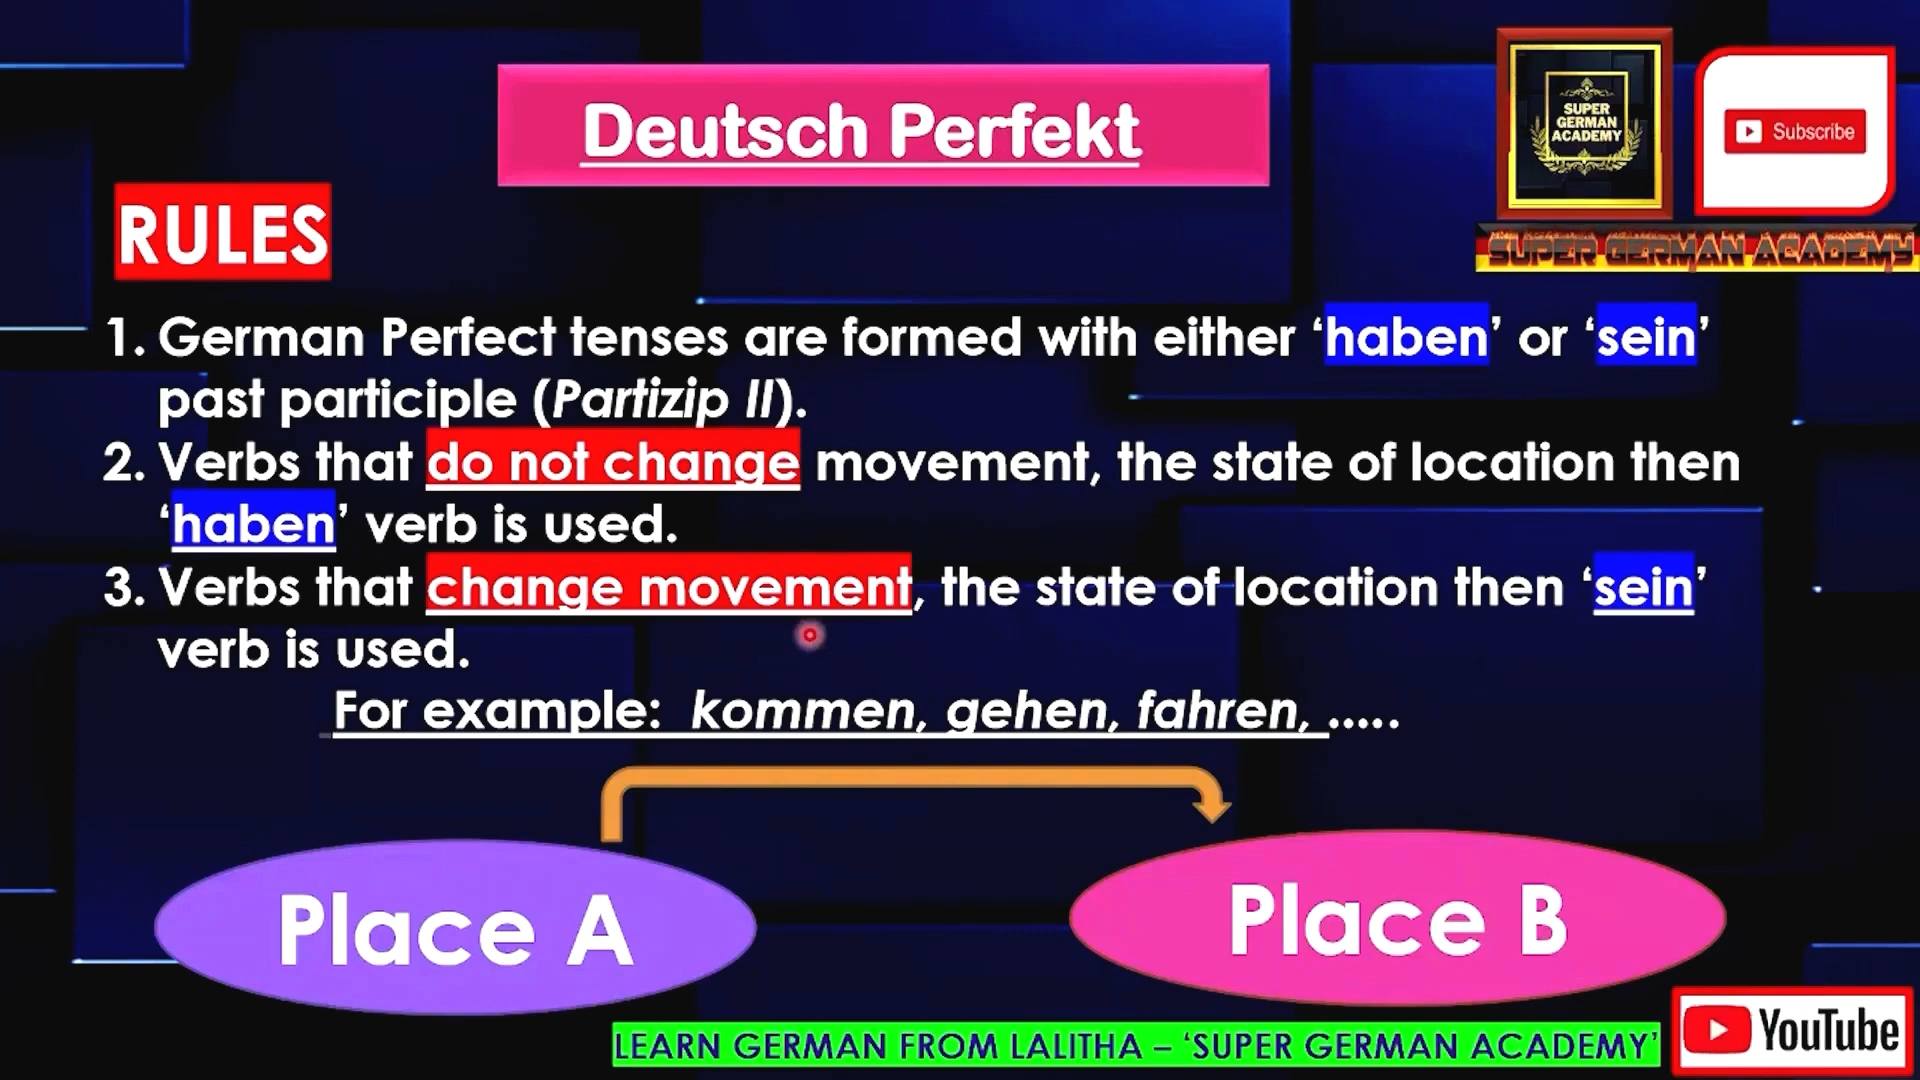 Deutsch Perfekt
SUPER
GERMAN
ACADEMY
Subscribe
SUPER GERMAN ACADEMY
RULES
1. German Perfect tenses are formed with either ‘haben’ or ‘sein’
past participle (Partizip II).
2. Verbs that do not change movement, the state of location then
‘haben’ verb is used.
3. Verbs that change movement, the state of location then ‘sein’
verb is used.
For example: kommen, gehen, fahren, .....
Place A
Place B
LEARN GERMAN FROM LALITHA – ‘SUPER GERMAN ACADEMY’
YouTube